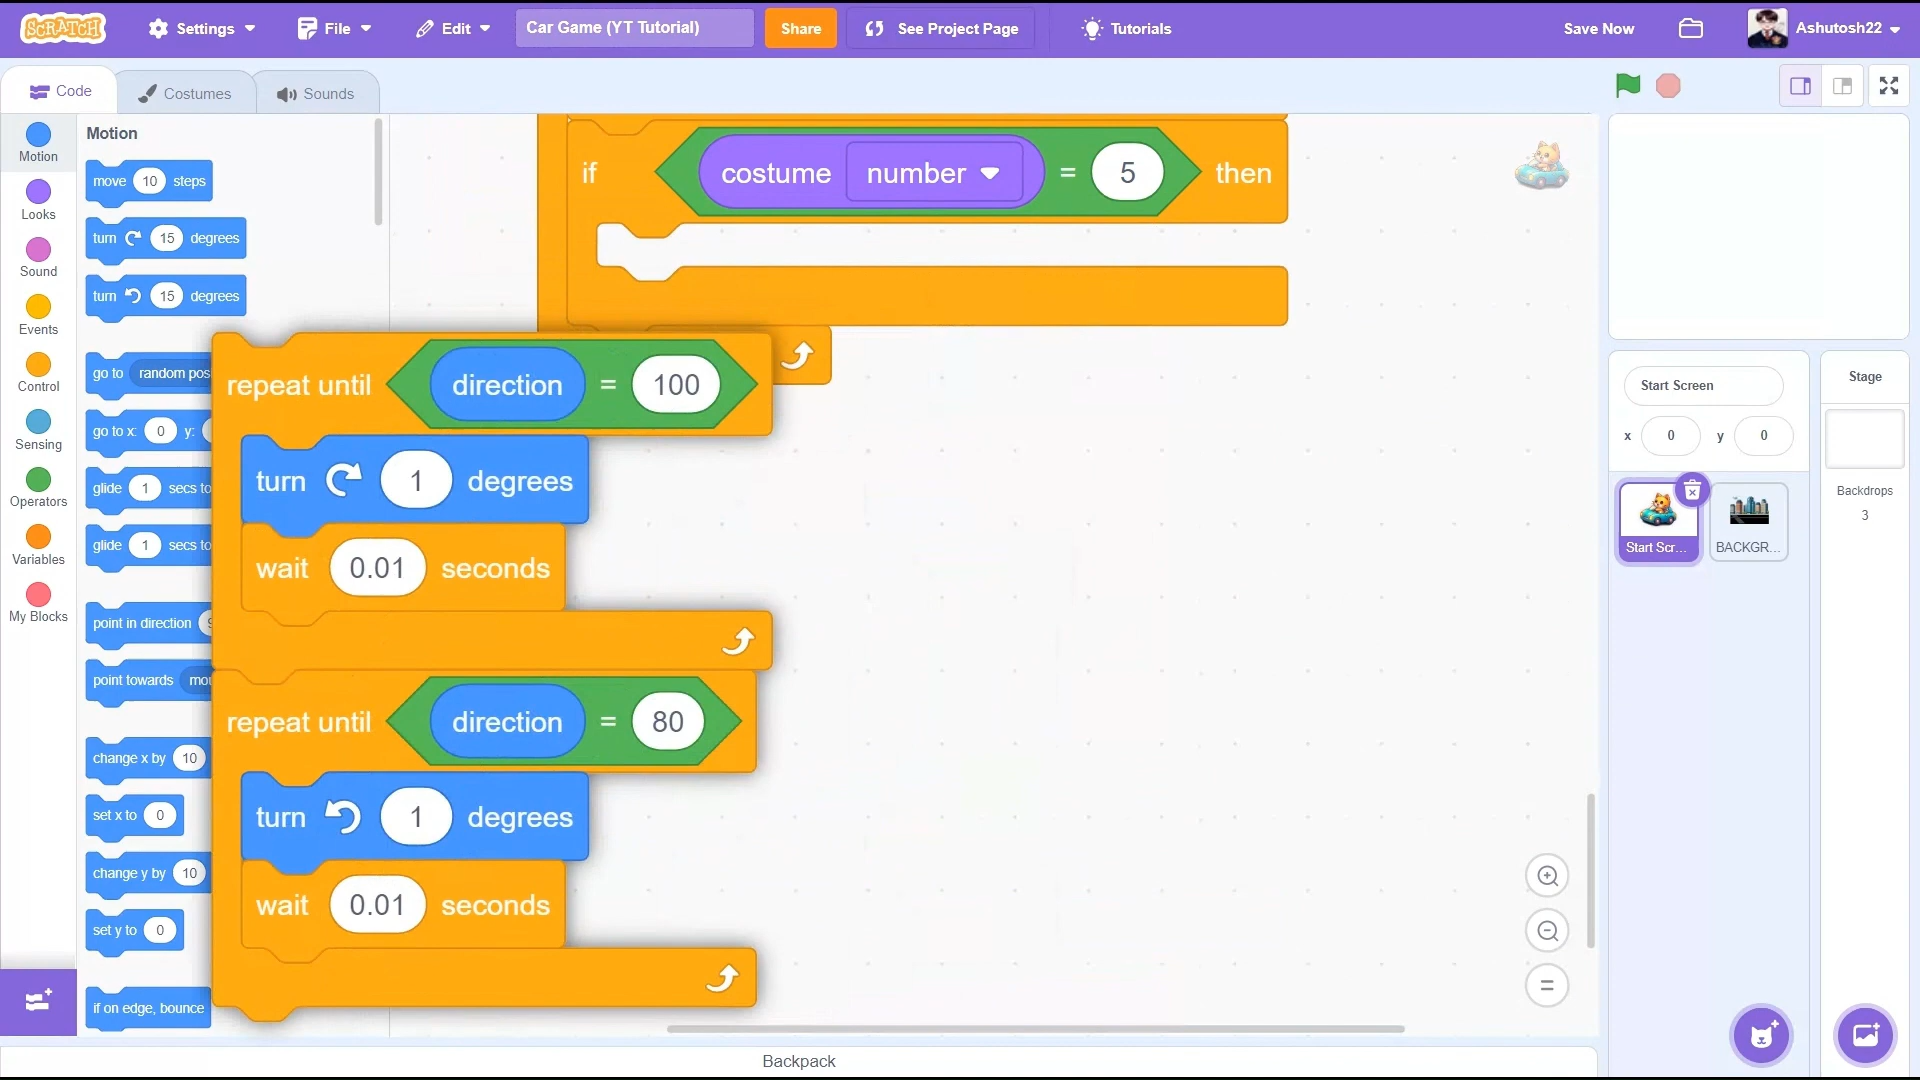 SCRATCH
Settings
File
Edit
Car Game (YT Tutorial)
Share
See Project Page
Tutorials
Save Now
Ashutosh22
Code
Costumes
Sounds
Motion
Looks
Sound
Events
Control
Sensing
Operators
Variables
My Blocks
Motion
move 10 steps
turn 15 degrees
turn 15 degrees
go to random pos
go to x: 0 y:
glide 1 secs to
glide 1 secs to
point in direction
point towards mou
change x by 10
set x to 0
change y by 10
set y to 0
if on edge, bounce
if costume number = 5 then
repeat until direction = 100
turn 1 degrees
wait 0.01 seconds
repeat until direction = 80
turn 1 degrees
wait 0.01 seconds
Start Screen
x 0 y 0
Start Scr...
BACKGR...
Stage
Backdrops
3
Backpack